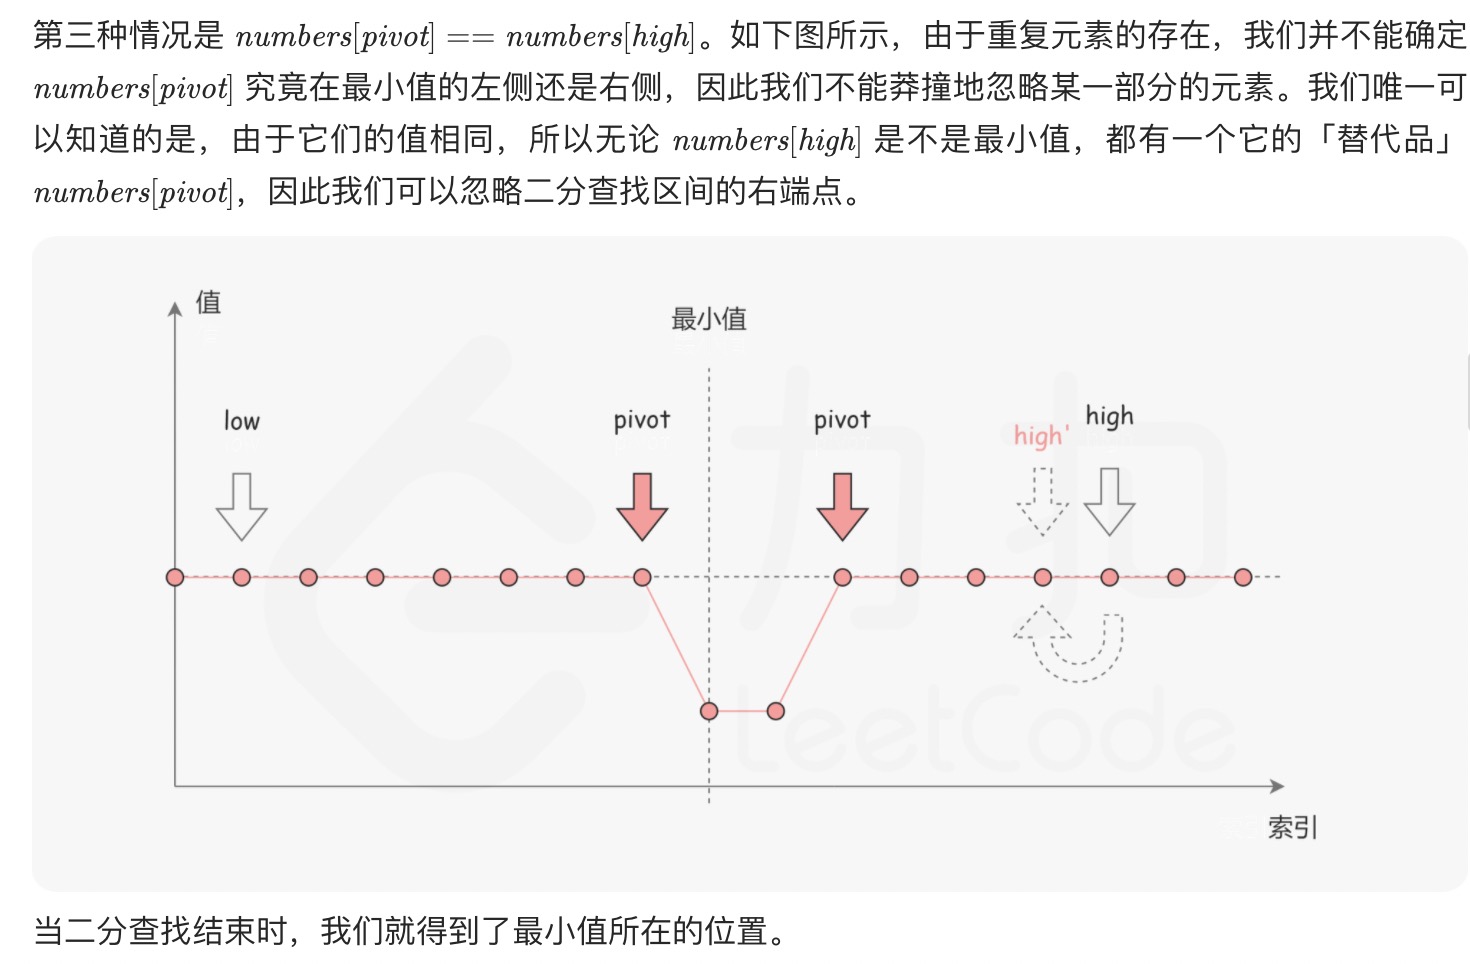 第三种情况是 numbers[pivot] == numbers[high]。如下图所示，由于重复元素的存在，我们并不能确定
numbers[pivot] 究竟在最小值的左侧还是右侧，因此我们不能莽撞地忽略某一部分的元素。我们唯一可
以知道的是，由于它们的值相同，所以无论 numbers[high] 是不是最小值，都有一个它的「替代品」
numbers[pivot]，因此我们可以忽略二分查找区间的右端点。
值
最小值
low
pivot
pivot
high'
high
力扣
LeetCode
索引
当二分查找结束时，我们就得到了最小值所在的位置。